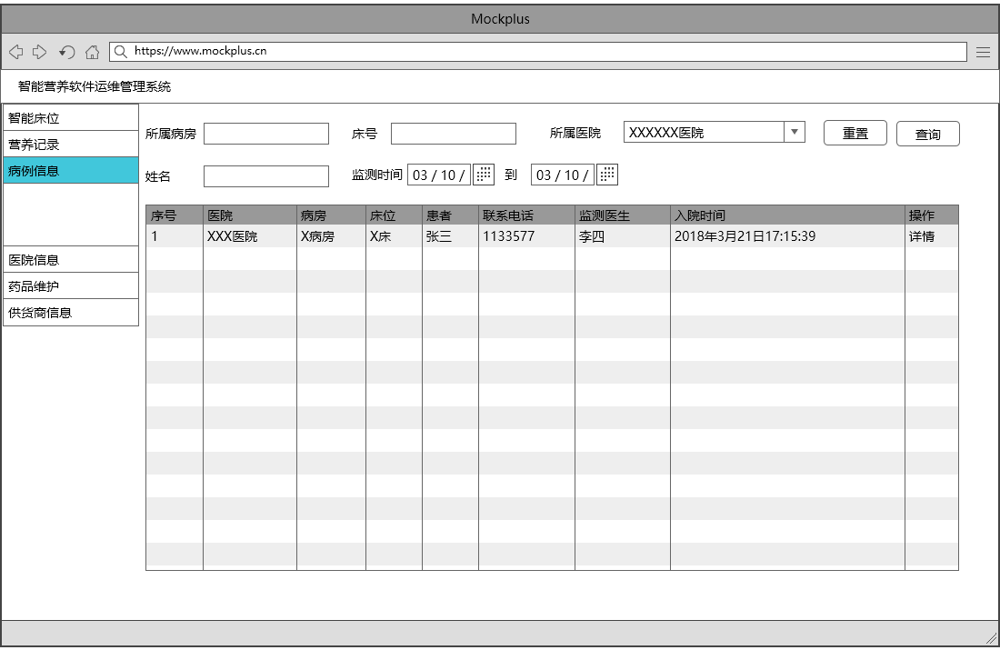 Mockplus
https://www.mockplus.cn
智能营养软件运维管理系统
智能床位
营养记录
病例信息
医院信息
药品维护
供货商信息
所属病房 床号 所属医院 XXXXXX医院 重置 查询
姓名 监测时间 03 / 10 / 到 03 / 10 /
序号 医院 病房 床位 患者 联系电话 监测医生 入院时间 操作
1 XXX医院 X病房 X床 张三 1133577 李四 2018年3月21日17:15:39 详情